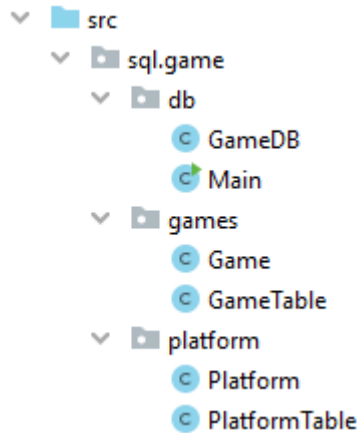 src
sql.game
db
C GameDB
C Main
games
C Game
C GameTable
platform
C Platform
C PlatformTable